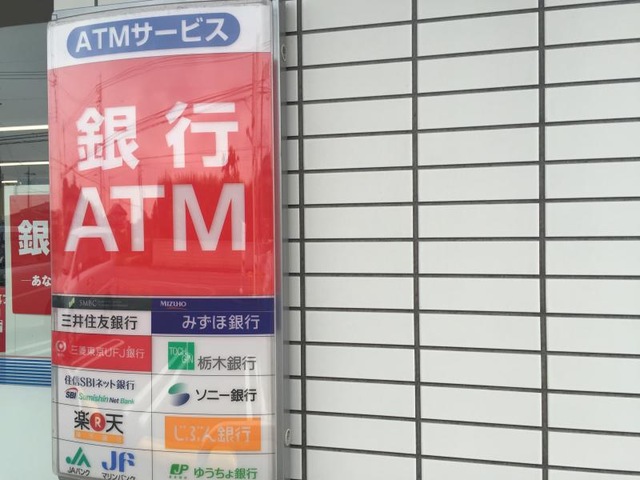 ATMサービス
銀行
ATM
SMBC
三井住友銀行
MIZUHO
みずほ銀行
三菱東京UFJ銀行
TOCHIGIN
栃木銀行
住信SBIネット銀行
SBI Sumishin Net Bank
ソニー銀行
楽天
じぶん銀行
JAバンク
JF
マリンバンク
JP
ゆうちょ銀行
銀
あな